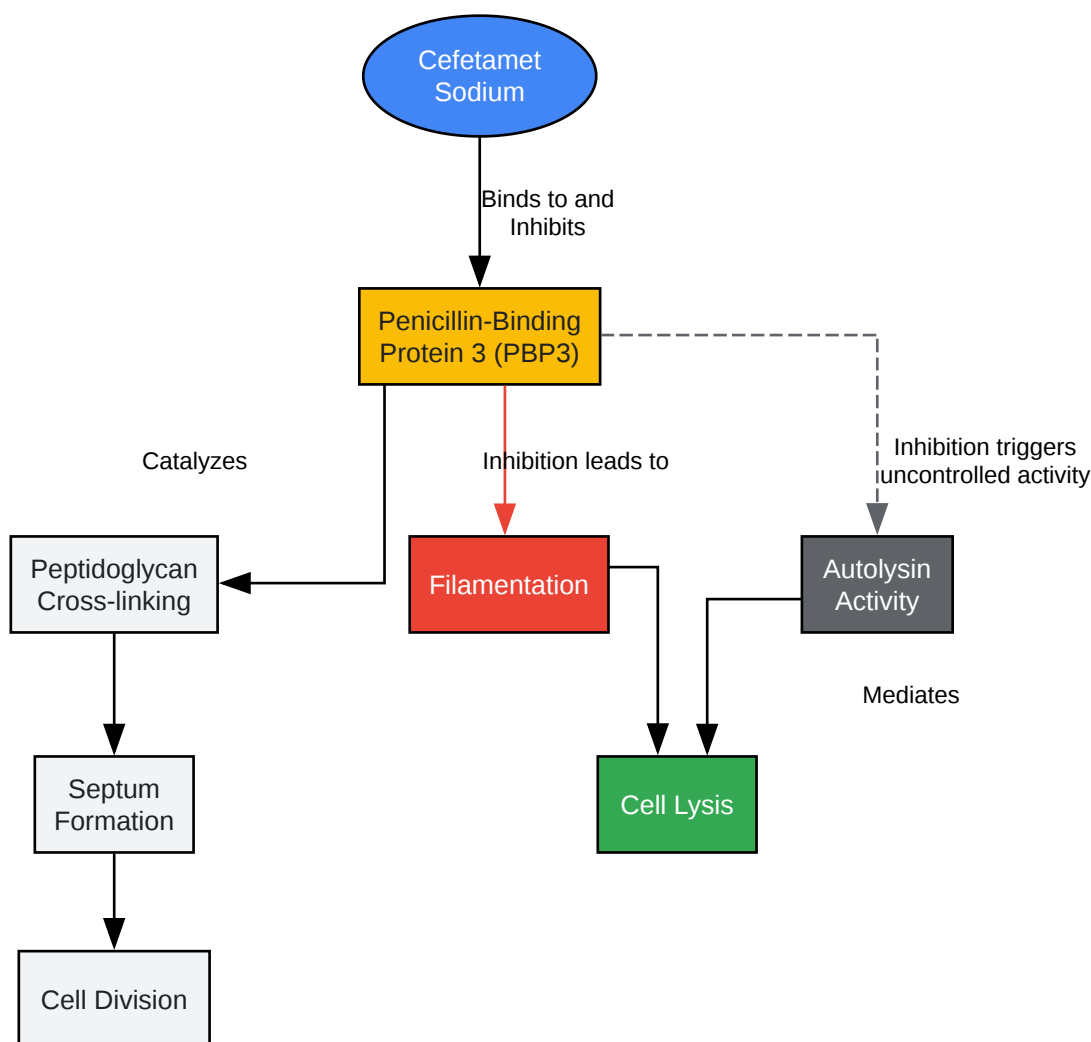 Cefetamet
Sodium
Binds to and
Inhibits
Penicillin-Binding
Protein 3 (PBP3)
Catalyzes
Inhibition leads to
Inhibition triggers
uncontrolled activity
Peptidoglycan
Cross-linking
Filamentation
Autolysin
Activity
Mediates
Septum
Formation
Cell Lysis
Cell Division